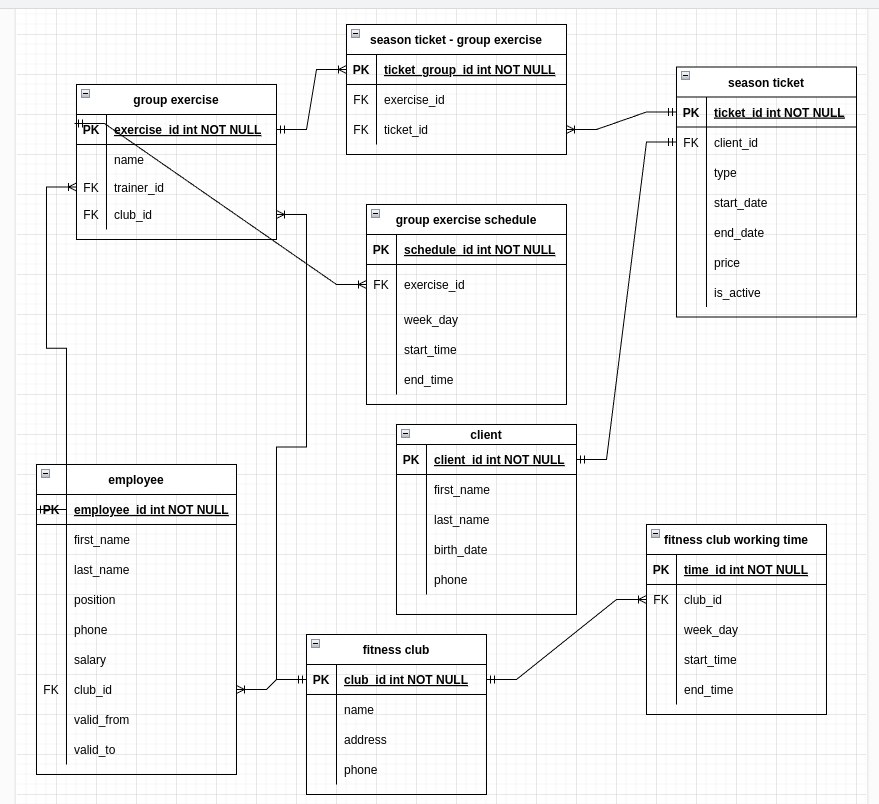 season ticket - group exercise
PK ticket_group_id int NOT NULL
FK exercise_id
FK ticket_id
group exercise
PK exercise_id int NOT NULL
name
FK trainer_id
FK club_id
season ticket
PK ticket_id int NOT NULL
FK client_id
type
start_date
end_date
price
is_active
group exercise schedule
PK schedule_id int NOT NULL
FK exercise_id
week_day
start_time
end_time
client
PK client_id int NOT NULL
first_name
last_name
birth_date
phone
employee
PK employee_id int NOT NULL
first_name
last_name
position
phone
salary
FK club_id
valid_from
valid_to
fitness club working time
PK time_id int NOT NULL
FK club_id
week_day
start_time
end_time
fitness club
PK club_id int NOT NULL
name
address
phone